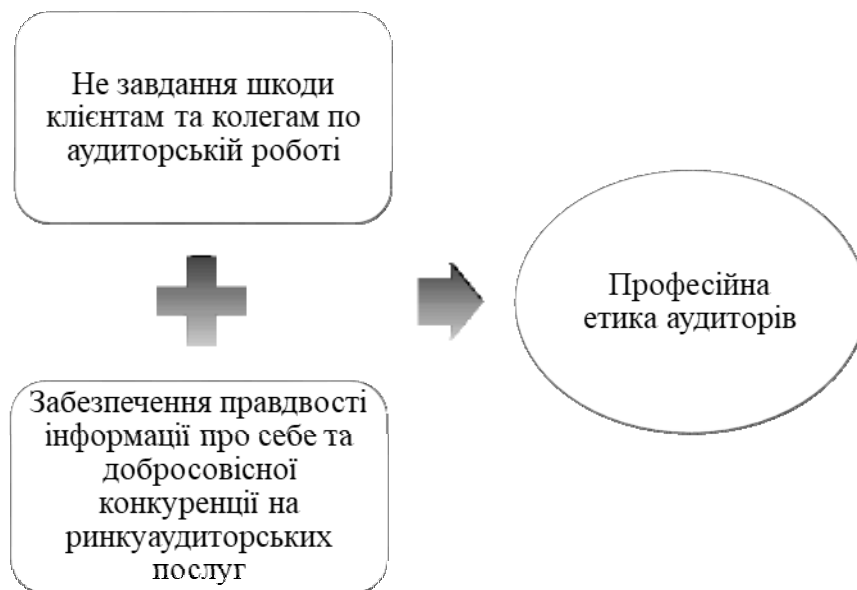 Не завдання шкоди
клієнтам та колегам по
аудиторській роботі
Професійна
етика аудиторів
Забезпечення правдвості
інформації про себе та
добросовісної
конкуренції на
ринкуаудиторських
послуг